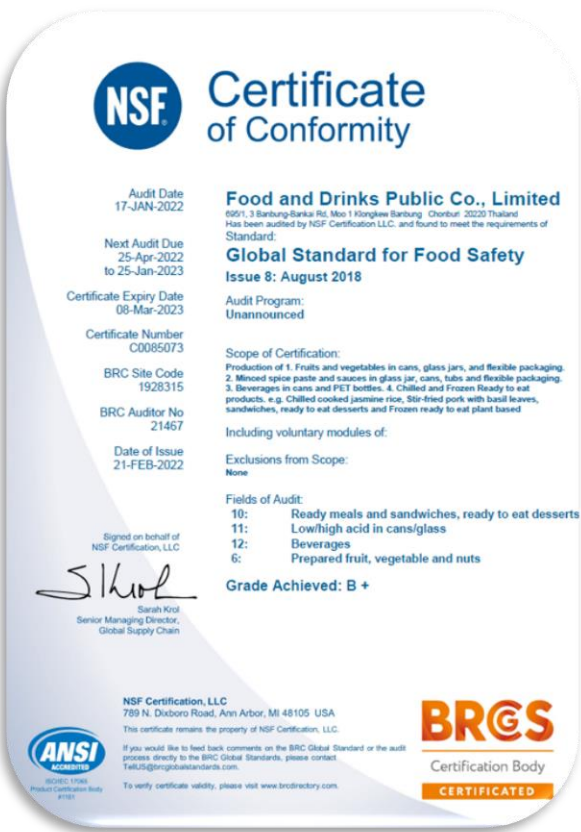 NSF
Certificate
of Conformity
Audit Date
17-JAN-2022
Next Audit Due
25-Apr-2022
to 25-Jan-2023
Certificate Expiry Date
08-Mar-2023
Certificate Number
C0085073
BRC Site Code
1928315
BRC Auditor No
21467
Date of Issue
21-FEB-2022
Signed on behalf of
NSF Certification, LLC
Sarah Krol
Senior Managing Director,
Global Supply Chain
Food and Drinks Public Co., Limited
695/1, 3 Banbung-Bankai Rd, Moo 1 Klongkew Banbung Chonburi 20220 Thailand
Has been audited by NSF Certification LLC. and found to meet the requirements of
Standard:
Global Standard for Food Safety
Issue 8: August 2018
Audit Program:
Unannounced
Scope of Certification:
Production of 1. Fruits and vegetables in cans, glass jars, and flexible packaging.
2. Minced spice paste and sauces in glass jar, cans, tubs and flexible packaging.
3. Beverages in cans and PET bottles. 4. Chilled and Frozen Ready to eat
products. e.g. Chilled cooked jasmine rice, Stir-fried pork with basil leaves,
sandwiches, ready to eat desserts and Frozen ready to eat plant based
Including voluntary modules of:
Exclusions from Scope:
None
Fields of Audit:
10: Ready meals and sandwiches, ready to eat desserts
11: Low/high acid in cans/glass
12: Beverages
6: Prepared fruit, vegetable and nuts
Grade Achieved: B +
NSF Certification, LLC
789 N. Dixboro Road, Ann Arbor, MI 48105 USA
This certificate remains the property of NSF Certification, LLC.
If you would like to feed back comments on the BRC Global Standard or the audit
process directly to the BRC Global Standards, please contact
TellUS@brcglobalstandards.com.
To verify certificate validity, please visit www.brcdirectory.com.
ANSI
ACCREDITED
ISO/IEC 17065
Product Certification Body
#1181
BRCGS
Certification Body
CERTIFICATED